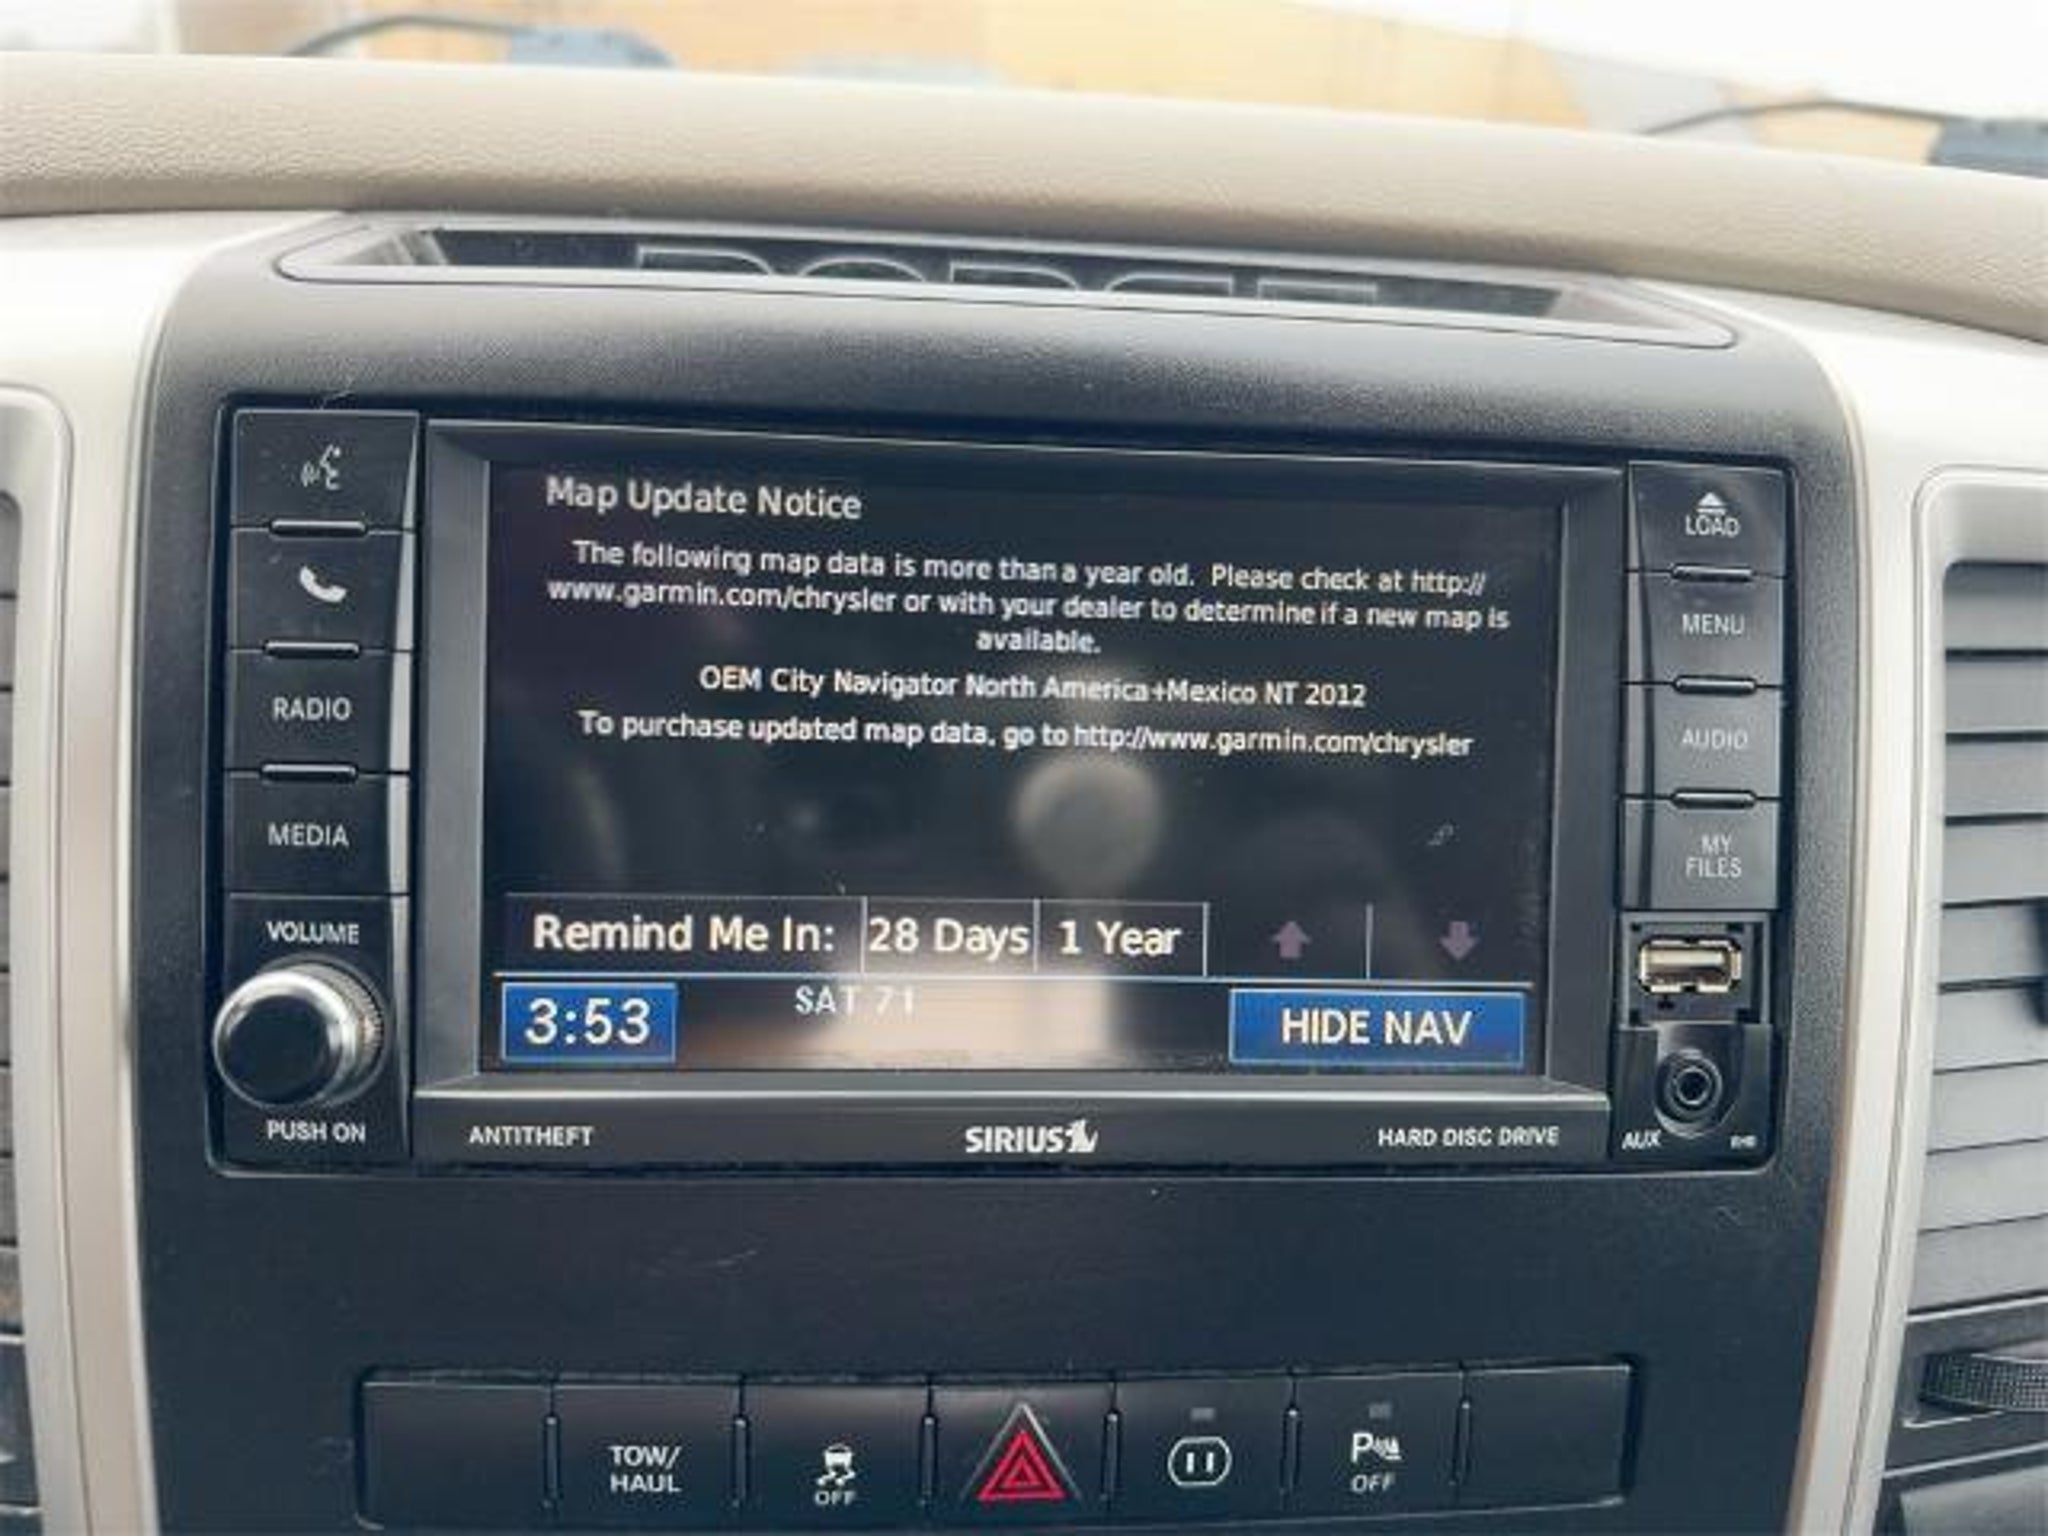 DODGE
Map Update Notice
The following map data is more than a year old. Please check at http://
www.garmin.com/chrysler or with your dealer to determine if a new map is
available.
OEM City Navigator North America+Mexico NT 2012
To purchase updated map data, go to http://www.garmin.com/chrysler
Remind Me In: 28 Days 1 Year
3:53 SAT 71 HIDE NAV
RADIO
MEDIA
VOLUME
PUSH ON
LOAD
MENU
AUDIO
MY
FILES
ANTITHEFT SIRIUS HARD DISC DRIVE AUX
TOW/
HAUL
OFF
P
OFF